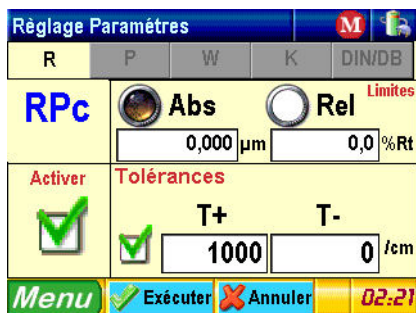 Règlage Paramétres M
R P W K DIN/DB
RPc Abs Rel Limites
0,000 µm 0,0 %Rt
Activer Tolérances
T+ T-
1000 0 /cm
Menu Exécuter Annuler 02:21